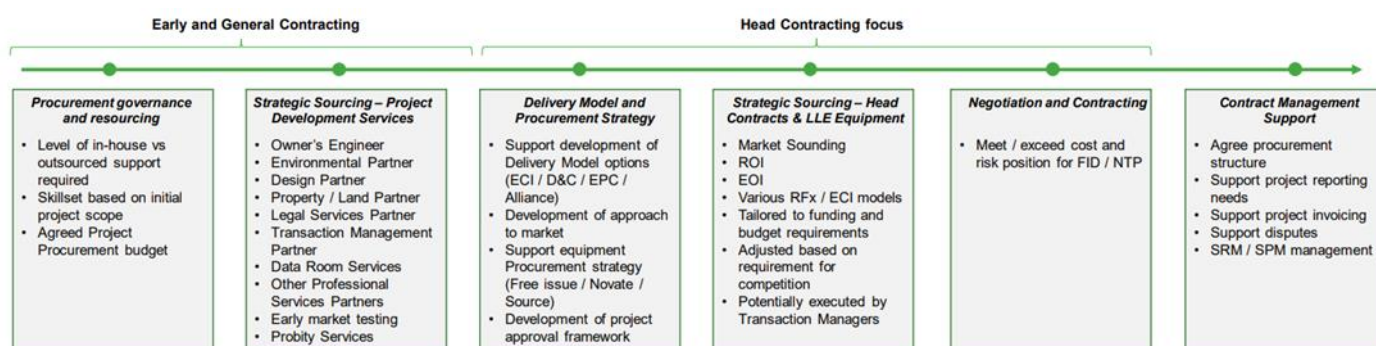 Early and General Contracting
Head Contracting focus
Procurement governance
and resourcing
• Level of in-house vs
outsourced support
required
• Skillset based on initial
project scope
• Agreed Project
Procurement budget
Strategic Sourcing – Project
Development Services
• Owner's Engineer
• Environmental Partner
• Design Partner
• Property / Land Partner
• Legal Services Partner
• Transaction Management
Partner
• Data Room Services
• Other Professional
Services Partners
• Early market testing
• Probity Services
Delivery Model and
Procurement Strategy
• Support development of
Delivery Model options
(ECI / D&C / EPC /
Alliance)
• Development of approach
to market
• Support equipment
Procurement strategy
(Free issue / Novate /
Source)
• Development of project
approval framework
Strategic Sourcing – Head
Contracts & LLE Equipment
• Market Sounding
• ROI
• EOI
• Various RFx / ECI models
• Tailored to funding and
budget requirements
• Adjusted based on
requirement for
competition
• Potentially executed by
Transaction Managers
Negotiation and Contracting
• Meet / exceed cost and
risk position for FID / NTP
Contract Management
Support
• Agree procurement
structure
• Support project reporting
needs
• Support project invoicing
• Support disputes
• SRM / SPM management